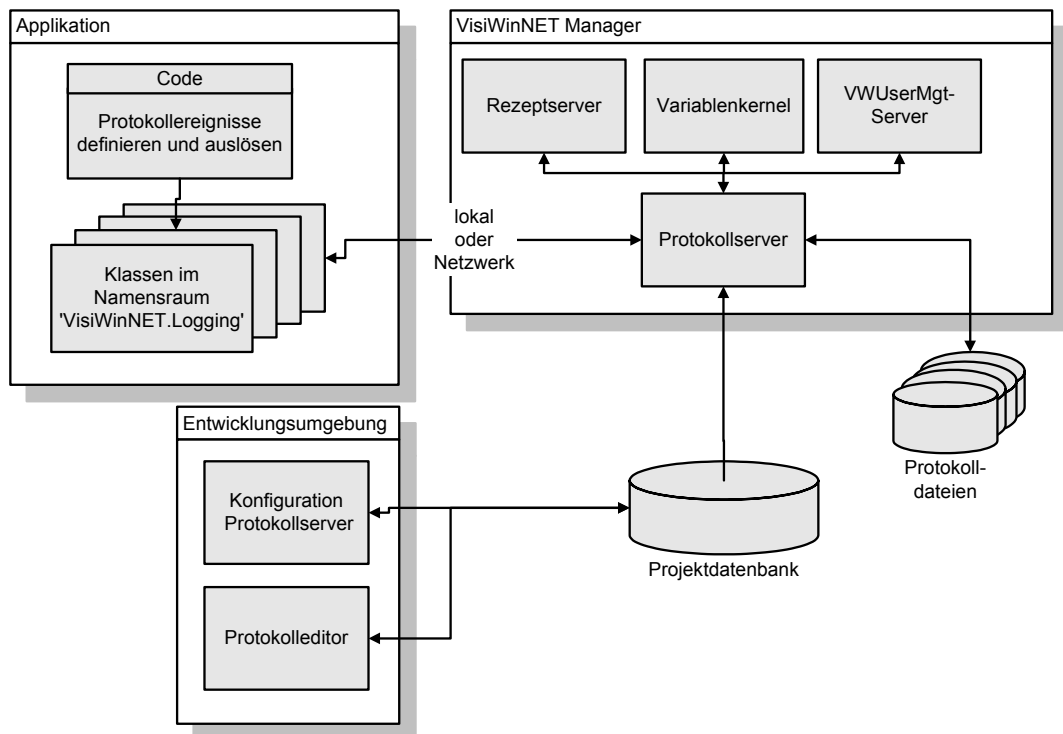 Applikation
Code
Protokollereignisse
definieren und auslösen
Klassen im
Namensraum
'VisiWinNET.Logging'
lokal
oder
Netzwerk
VisiWinNET Manager
Rezeptserver
Variablenkernel
VWUserMgt-
Server
Protokollserver
Protokoll-
dateien
Entwicklungsumgebung
Konfiguration
Protokollserver
Protokolleditor
Projektdatenbank